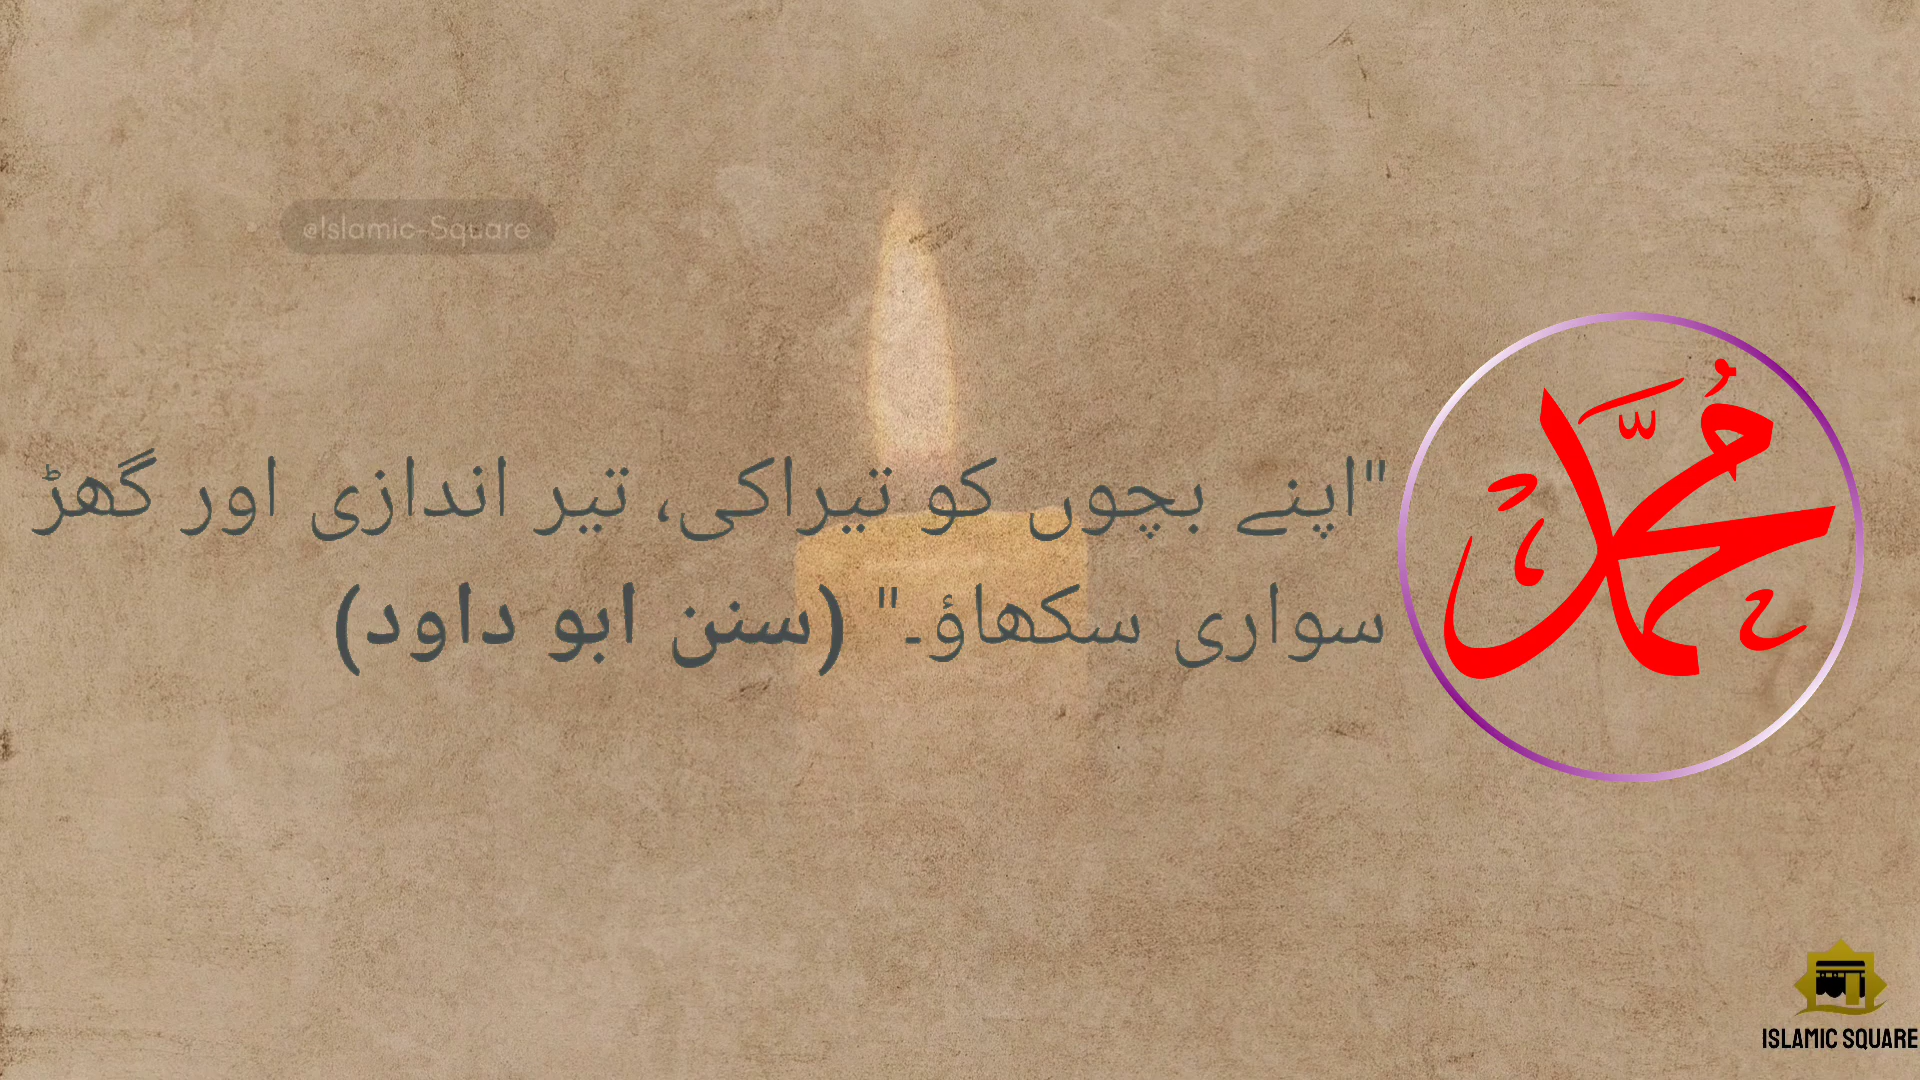 @Islamic-Square
مُحَمَّد
"اپنے بچوں کو تیراکی، تیر اندازی اور گھڑ
سواری سکھاؤ۔" (سنن ابو داود)
ISLAMIC SQUARE